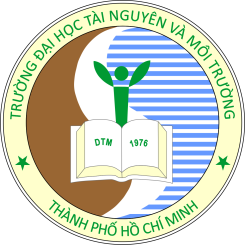 TRƯỜNG ĐẠI HỌC TÀI NGUYÊN VÀ MÔI TRƯỜNG
DTM 1976
THÀNH PHỐ HỒ CHÍ MINH